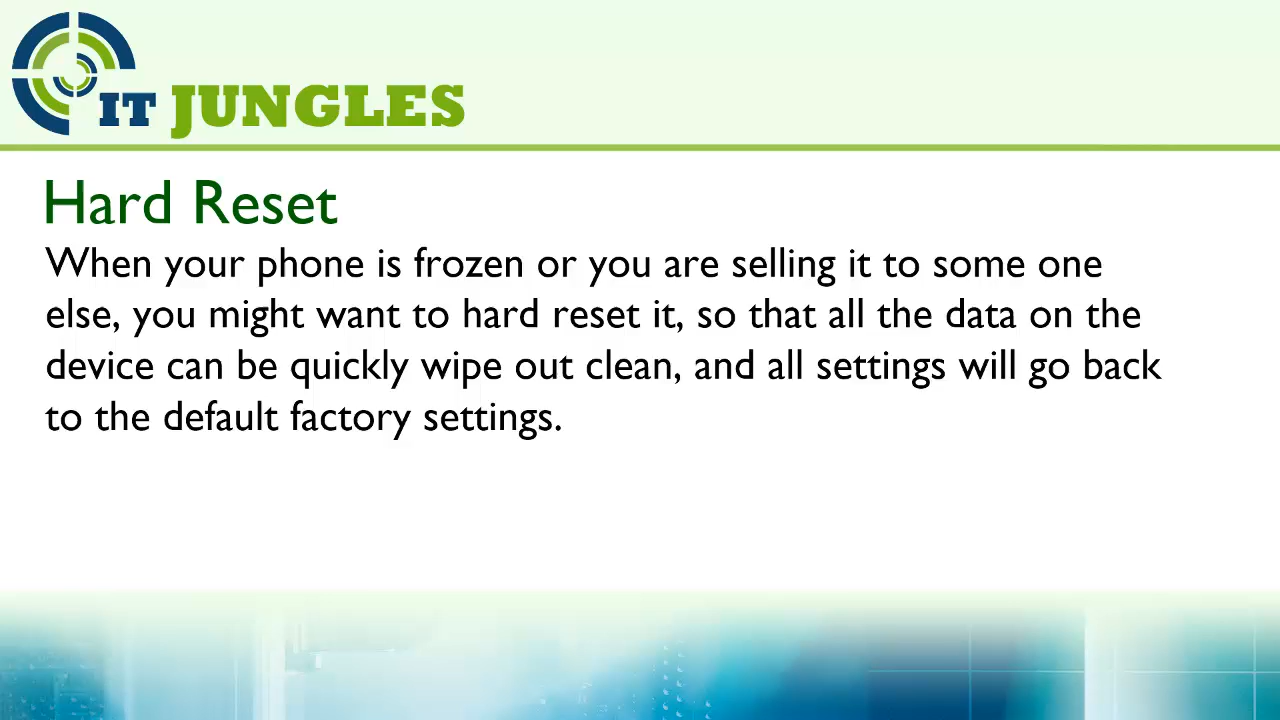 IT JUNGLES
Hard Reset
When your phone is frozen or you are selling it to some one
else, you might want to hard reset it, so that all the data on the
device can be quickly wipe out clean, and all settings will go back
to the default factory settings.